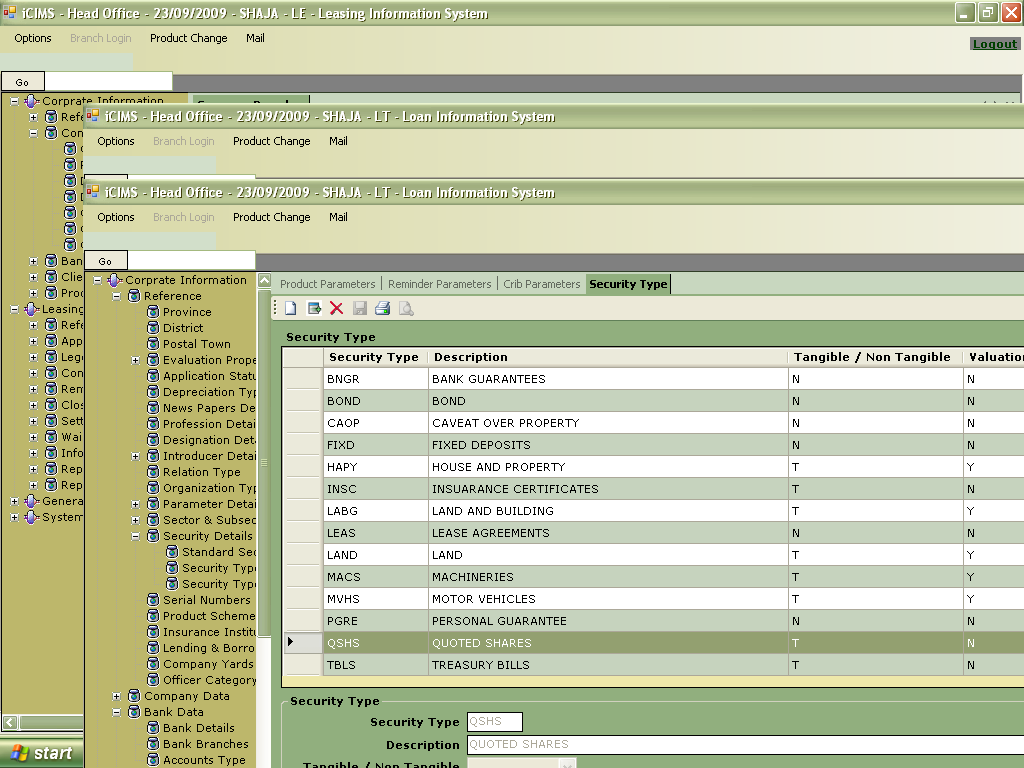 iCIMS - Head Office - 23/09/2009 - SHAJA - LE - Leasing Information System
Options Branch Login Product Change Mail
Logout
Go
Corprate Information
iCIMS - Head Office - 23/09/2009 - SHAJA - LT - Loan Information System
Options Branch Login Product Change Mail
iCIMS - Head Office - 23/09/2009 - SHAJA - LT - Loan Information System
Options Branch Login Product Change Mail
Go
Refe
Con
Ban
Clie
Proc
Leasing
Refe
App
Lega
Con
Rem
Clos
Sett
Wai
Info
Rep
Rep
Genera
System
start
Corprate Information
Reference
Province
District
Postal Town
Evaluation Prope
Application Statu
Depreciation Typ
News Papers De
Profession Detai
Designation Deta
Introducer Detai
Relation Type
Organization Typ
Parameter Detai
Sector & Subsec
Security Details
Standard Sec
Security Type
Security Type
Serial Numbers
Product Scheme
Insurance Institu
Lending & Borro
Company Yards
Officer Category
Company Data
Bank Data
Bank Details
Bank Branches
Accounts Type
Product Parameters Reminder Parameters Crib Parameters Security Type
Security Type
Security Type Description Tangible / Non Tangible Valuation
BNGR BANK GUARANTEES N N
BOND BOND N N
CAOP CAVEAT OVER PROPERTY N N
FIXD FIXED DEPOSITS N N
HAPY HOUSE AND PROPERTY T Y
INSC INSUARANCE CERTIFICATES T N
LABG LAND AND BUILDING T Y
LEAS LEASE AGREEMENTS N N
LAND LAND T Y
MACS MACHINERIES T Y
MVHS MOTOR VEHICLES T Y
PGRE PERSONAL GUARANTEE N N
QSHS QUOTED SHARES T N
TBLS TREASURY BILLS T N
Security Type
Security Type QSHS
Description QUOTED SHARES
Tangible / Non Tangible